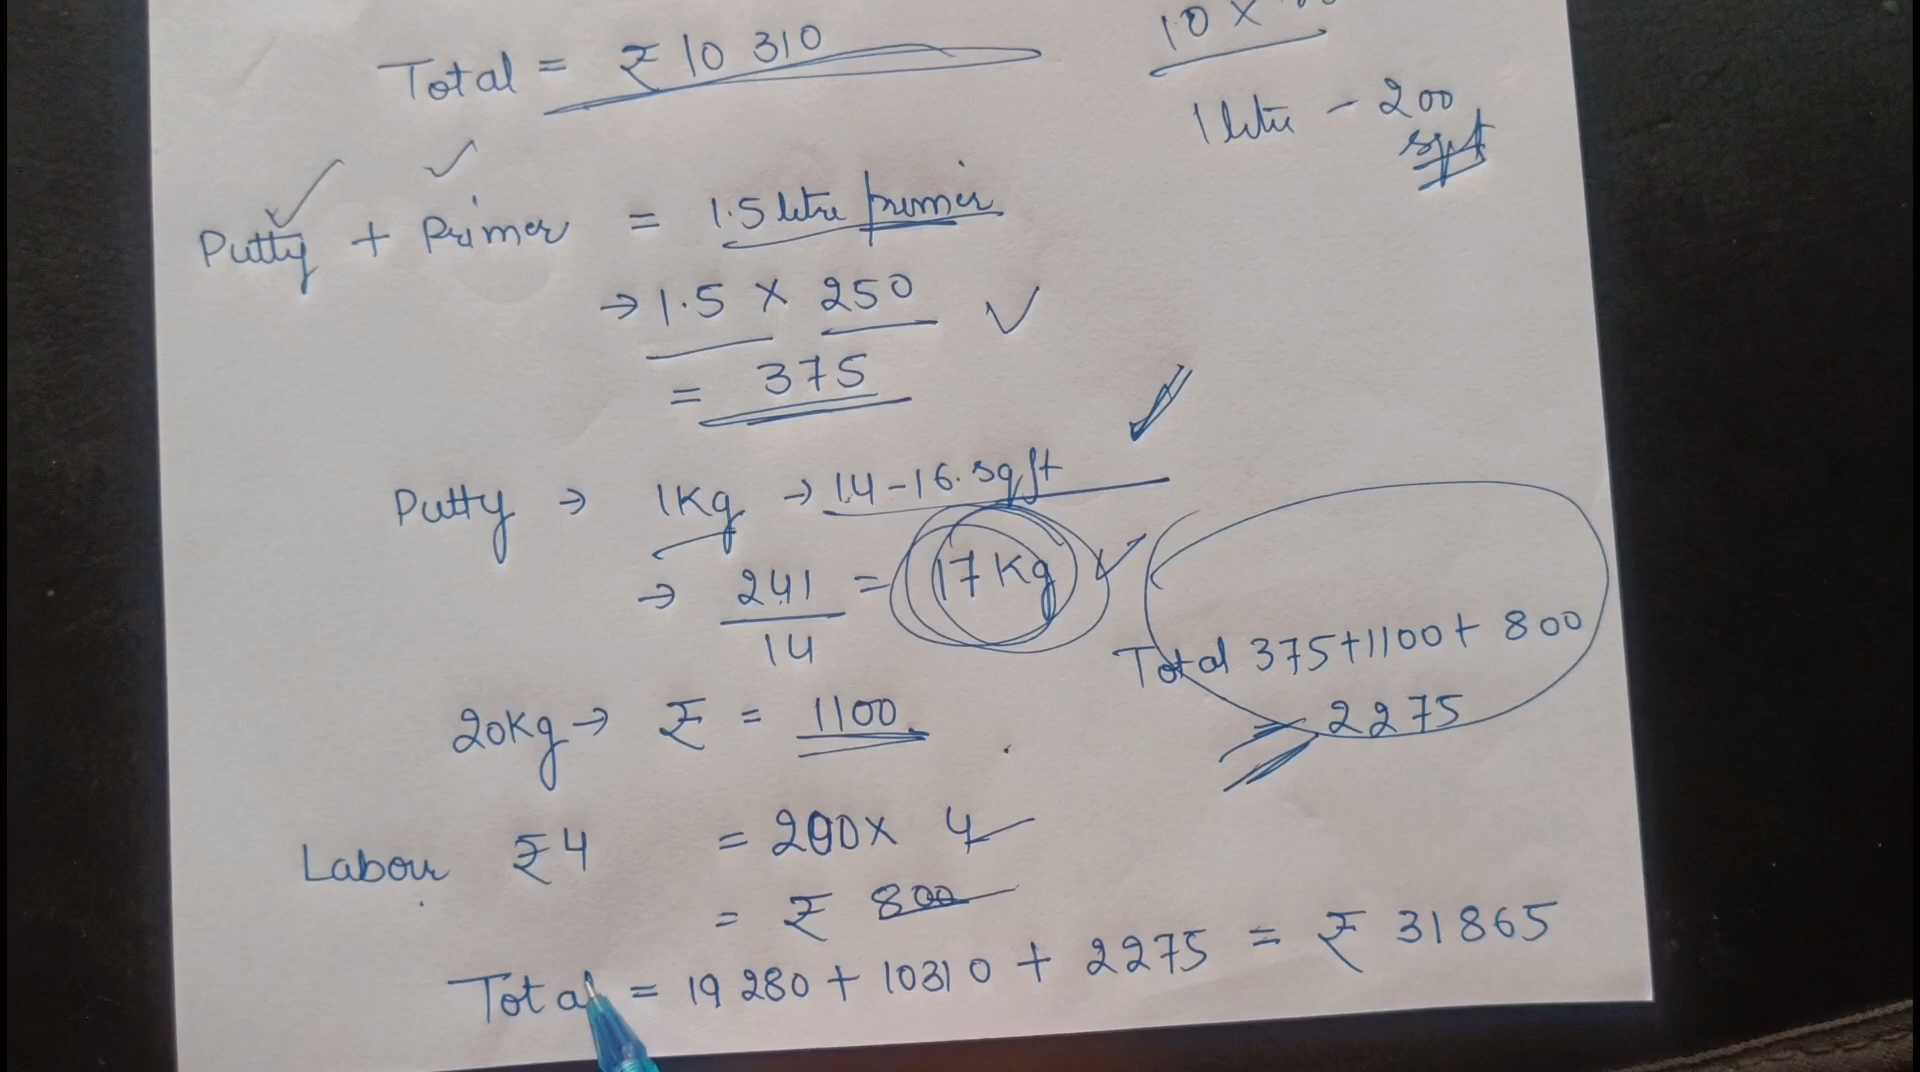 Total = ₹ 10 310
10 ×
1 litre - 200
sqft
Putty + Primer = 1.5 litre primer
→ 1.5 × 250
= 375
Putty → 1Kg → 14-16. sqft
→ 241/14 = 17 Kg
Total 375+1100+ 800
2275
20Kg → ₹ = 1100
Labour ₹4 = 200× 4
= ₹ 800
Total = 19 280 + 10310 + 2275 = ₹ 31865